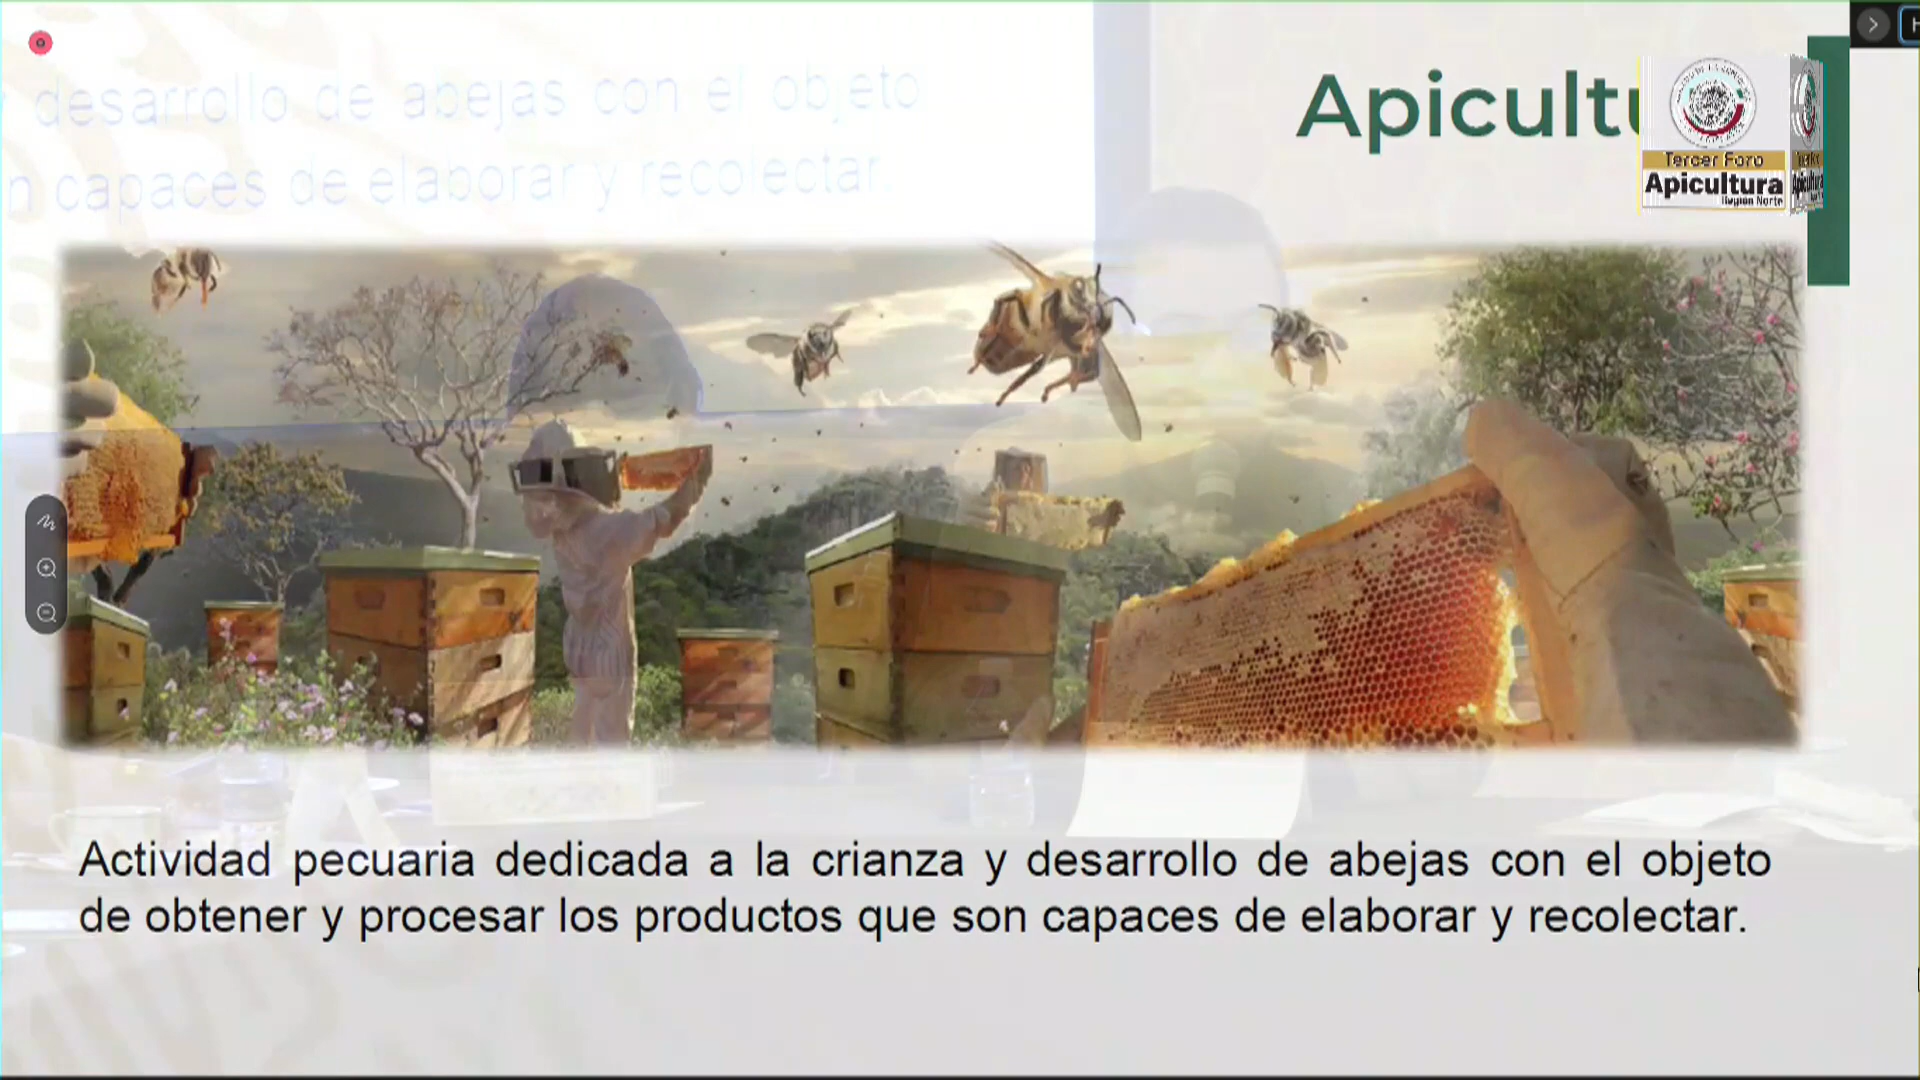 desarrollo de abejas con el objeto
n capaces de elaborar y recolectar.
Apicultu
Tercer Foro
Apicultura
Región Norte
Actividad pecuaria dedicada a la crianza y desarrollo de abejas con el objeto
de obtener y procesar los productos que son capaces de elaborar y recolectar.